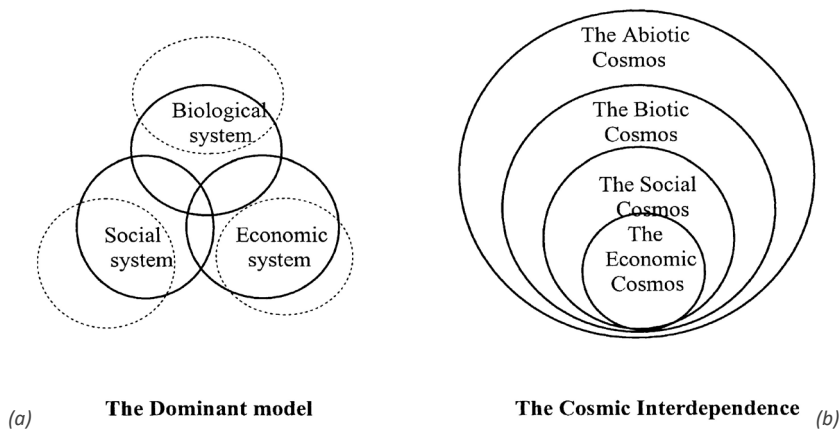 Biological
system
Social
system
Economic
system
(a)
The Dominant model
The Abiotic
Cosmos
The Biotic
Cosmos
The Social
Cosmos
The
Economic
Cosmos
The Cosmic Interdependence
(b)